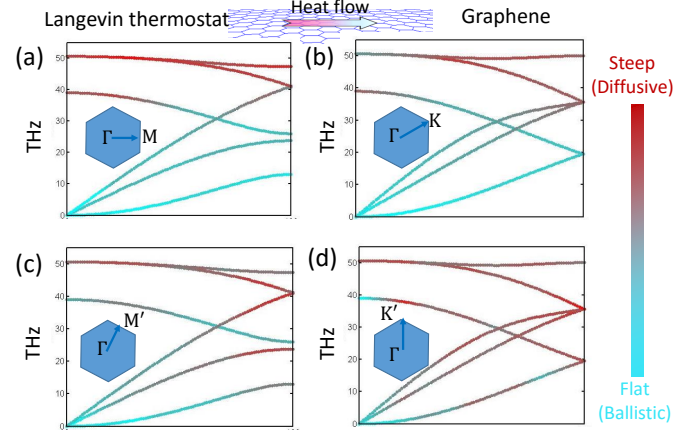 Langevin thermostat
Heat flow
Graphene
(a)
THz
50
40
30
20
10
0
Γ
M
(b)
THz
50
40
30
20
10
0
Γ
K
Steep
(Diffusive)
(c)
THz
50
40
30
20
10
0
Γ
M′
(d)
THz
50
40
30
20
10
0
Γ
K′
Flat
(Ballistic)